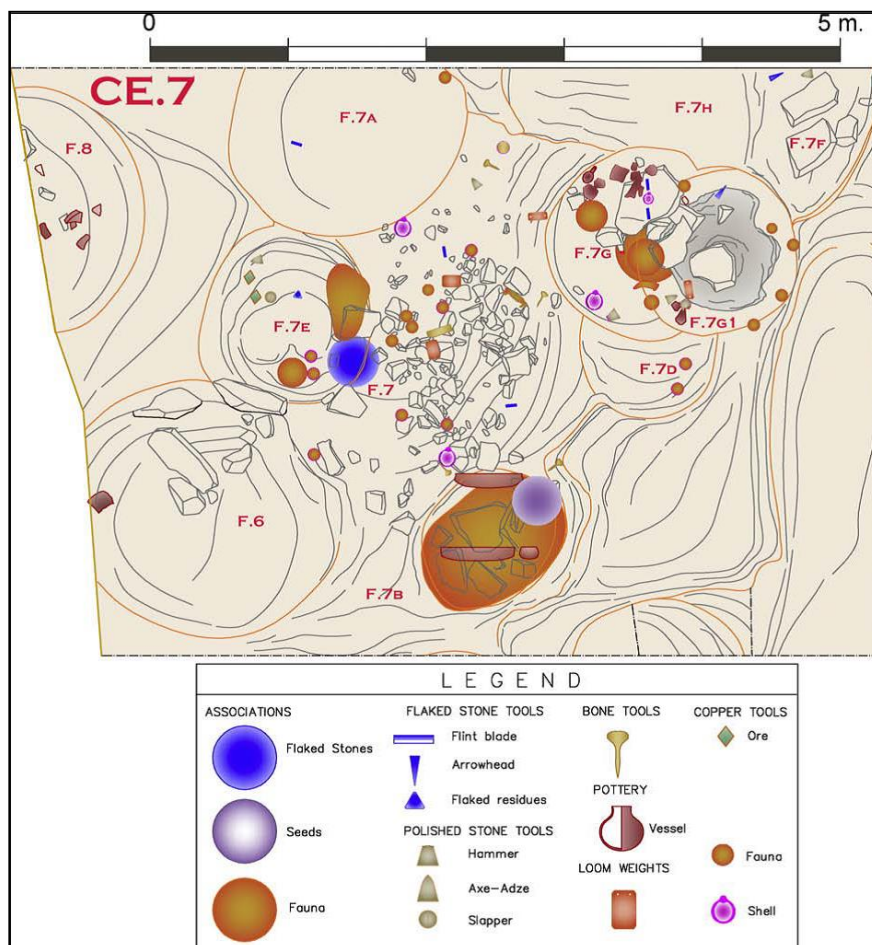 0 5 m.
CE.7
F.7A
F.7H
F.8
F.7F
F.7G
F.7E
F.7G1
F.7D
F.7
F.6
F.7B
LEGEND
ASSOCIATIONS
Flaked Stones
Seeds
Fauna
FLAKED STONE TOOLS
Flint blade
Arrowhead
Flaked residues
POLISHED STONE TOOLS
Hammer
Axe-Adze
Slapper
BONE TOOLS
POTTERY
Vessel
LOOM WEIGHTS
COPPER TOOLS
Ore
Fauna
Shell